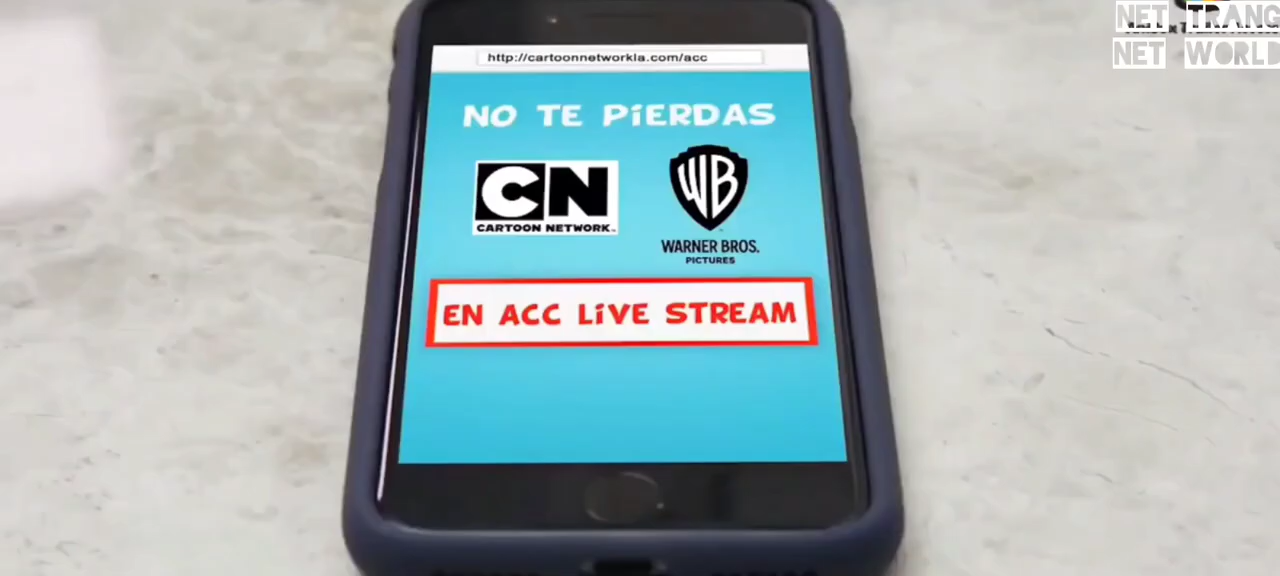 NET TRANG
NET WORLD
http://cartoonnetworkla.com/acc
NO TE PiERDAS
CN
CARTOON NETWORK™
WB
WARNER BROS.
PICTURES
EN ACC LiVE STREAM